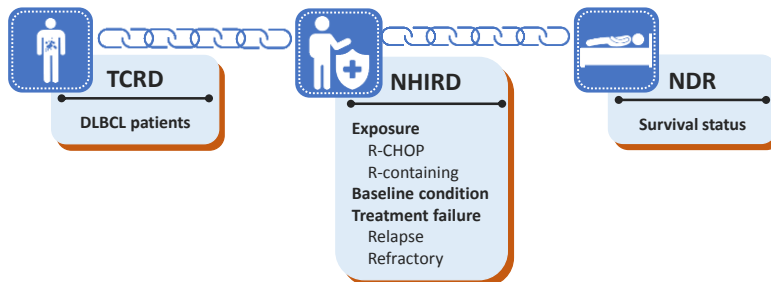 TCRD
DLBCL patients
NHIRD
Exposure
R-CHOP
R-containing
Baseline condition
Treatment failure
Relapse
Refractory
NDR
Survival status